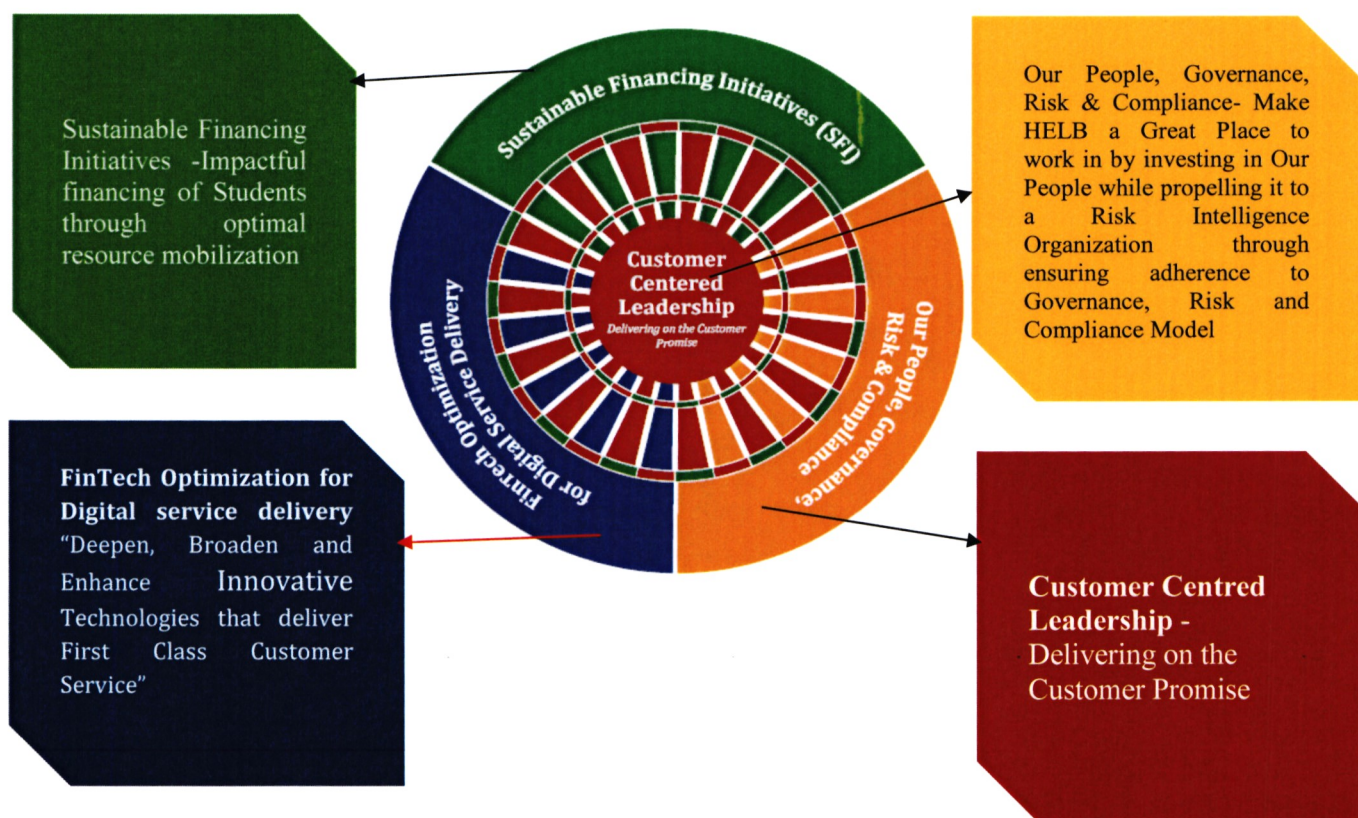 Sustainable Financing
Initiatives -Impactful
financing of Students
through optimal
resource mobilization
Sustainable Financing Initiatives (SFI)
Our People, Governance,
Risk & Compliance- Make
HELB a Great Place to
work in by investing in Our
People while propelling it to
a Risk Intelligence
Organization through
ensuring adherence to
Governance, Risk and
Compliance Model
Customer
Centered
Leadership
Delivering on the Customer
Promise
FinTech Optimization
for Digital Service Delivery
Our People, Governance,
Risk & Compliance
FinTech Optimization for
Digital service delivery
“Deepen, Broaden and
Enhance Innovative
Technologies that deliver
First Class Customer
Service”
Customer Centred
Leadership -
Delivering on the
Customer Promise